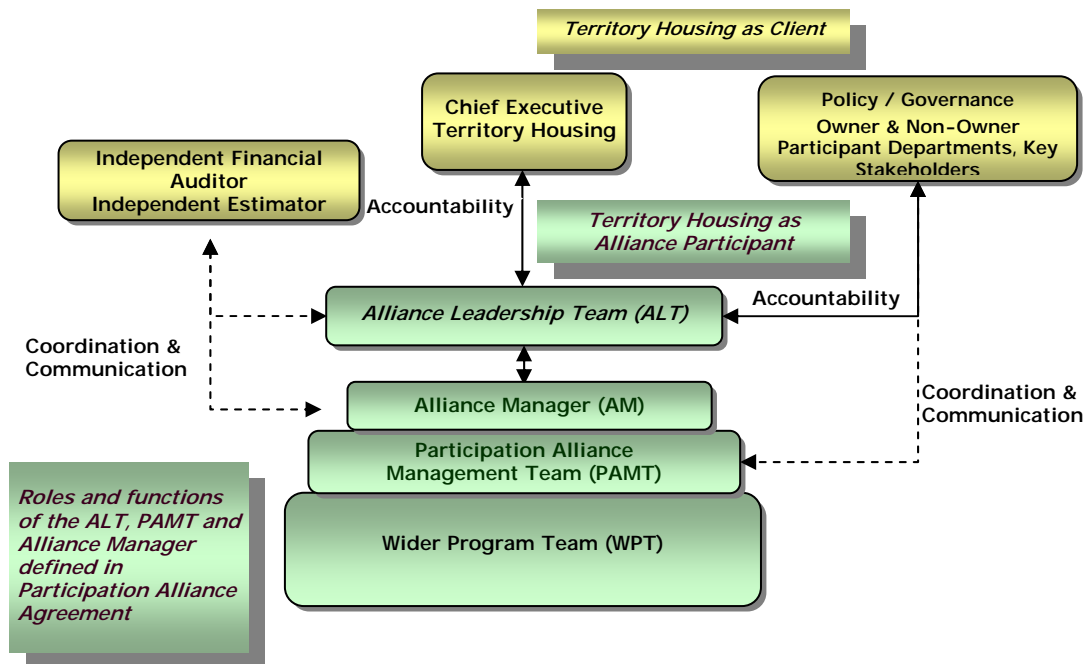 Territory Housing as Client
Chief Executive
Territory Housing
Policy / Governance
Owner & Non-Owner
Participant Departments, Key
Stakeholders
Independent Financial
Auditor
Independent Estimator
Accountability
Territory Housing as
Alliance Participant
Alliance Leadership Team (ALT)
Accountability
Coordination &
Communication
Alliance Manager (AM)
Coordination &
Communication
Participation Alliance
Management Team (PAMT)
Roles and functions
of the ALT, PAMT and
Alliance Manager
defined in
Participation Alliance
Agreement
Wider Program Team (WPT)